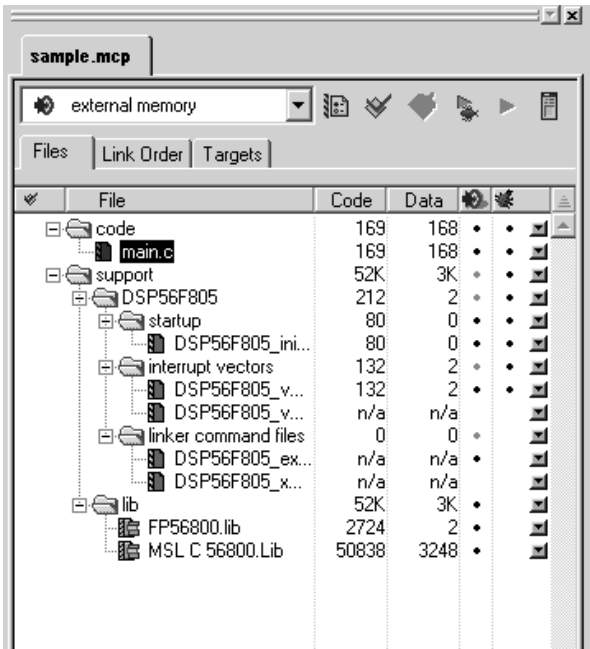 sample.mcp
external memory
Files Link Order Targets
File Code Data
code 169 168
main.c 169 168
support 52K 3K
DSP56F805 212 2
startup 80 0
DSP56F805_ini... 80 0
interrupt vectors 132 2
DSP56F805_v... 132 2
DSP56F805_v... n/a n/a
linker command files 0 0
DSP56F805_ex... n/a n/a
DSP56F805_x... n/a n/a
lib 52K 3K
FP56800.lib 2724 2
MSL C 56800.Lib 50838 3248